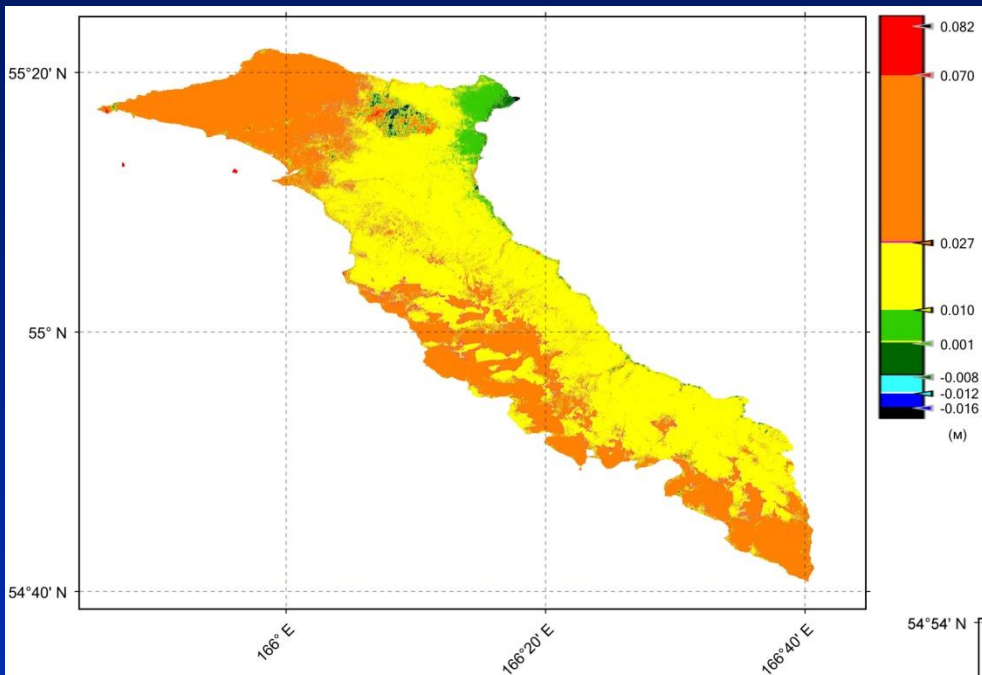 55°20' N
55° N
54°40' N
166° E
166°20' E
166°40' E
0.082
0.070
0.027
0.010
0.001
-0.008
-0.012
-0.016
(м)
54°54' N